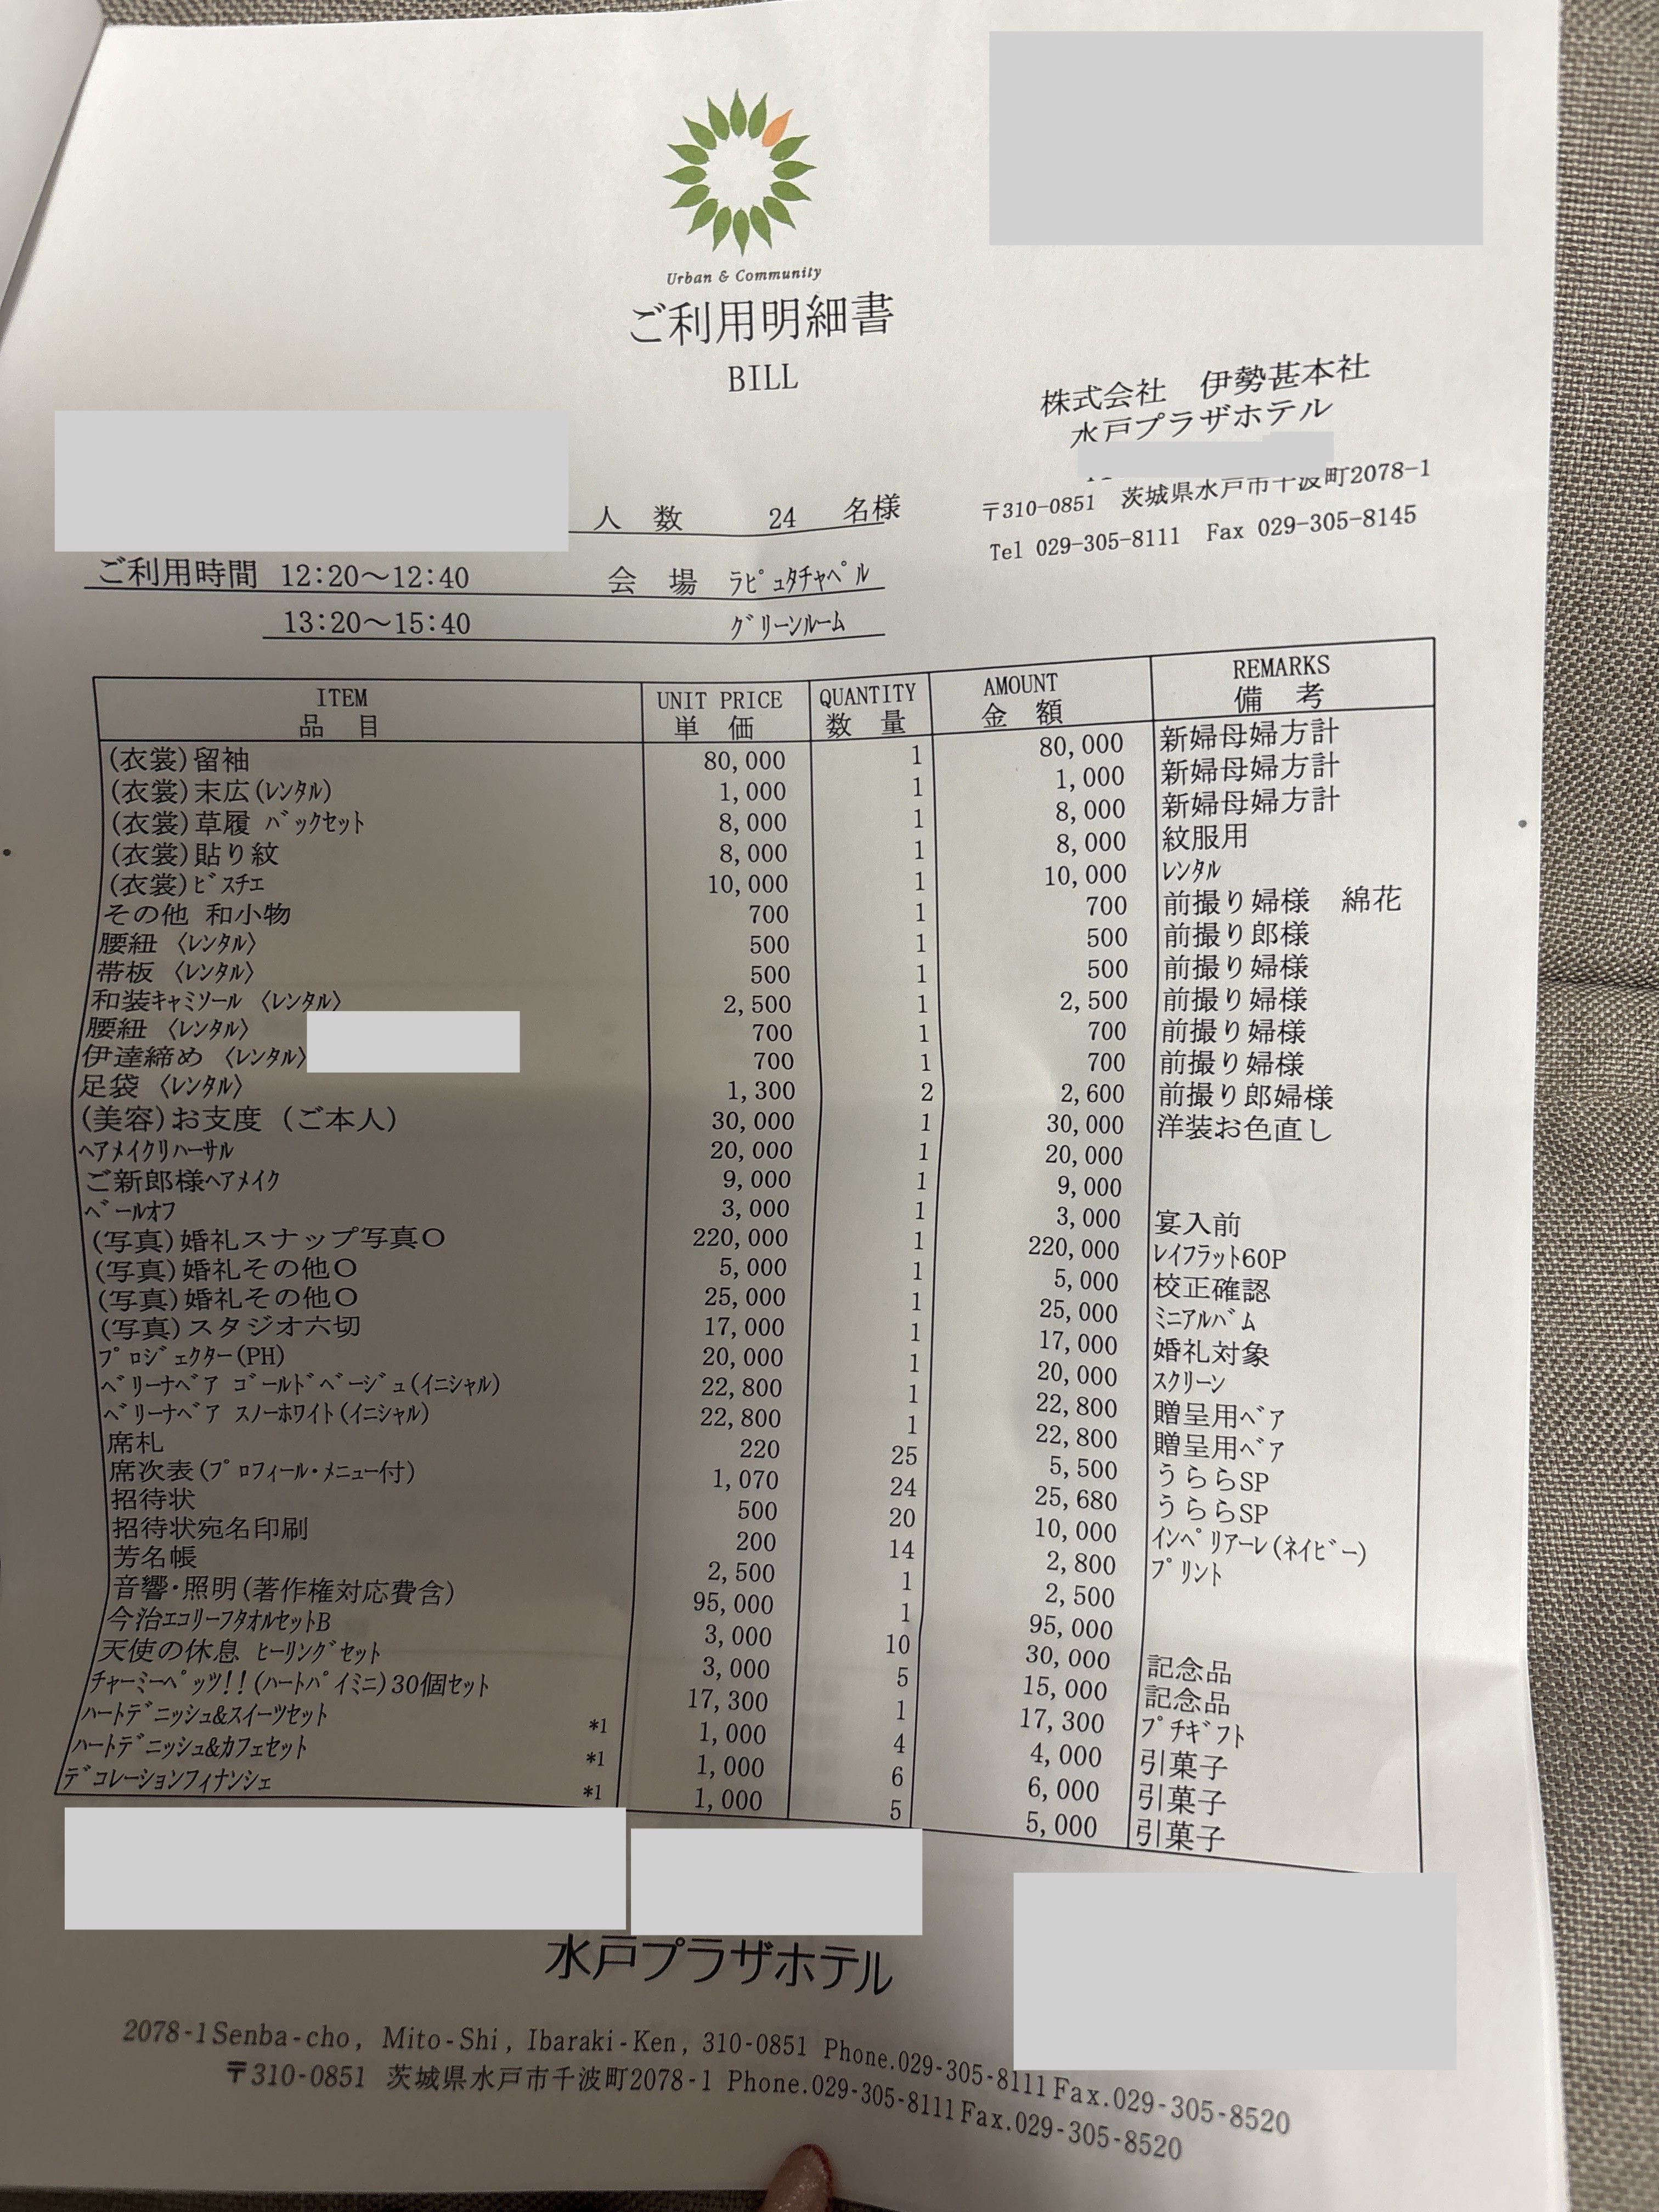 Urban & Community
ご利用明細書
BILL
株式会社 伊勢甚本社
水戸プラザホテル
〒310-0851 茨城県水戸市千波町2078-1
Tel 029-305-8111 Fax 029-305-8145
人 数 24 名様
ご利用時間 12:20～12:40 会 場 ラピュタチャペル
13:20～15:40 グリーンルーム
ITEM UNIT PRICE QUANTITY AMOUNT REMARKS
品 目 単 価 数 量 金 額 備 考
(衣裳)留袖 80,000 1 80,000 新婦母婦方計
(衣裳)末広(レンタル) 1,000 1 1,000 新婦母婦方計
(衣裳)草履 バックセット 8,000 1 8,000 新婦母婦方計
(衣裳)貼り紋 8,000 1 8,000 紋服用
(衣裳)ビスチェ 10,000 1 10,000 レンタル
その他 和小物 700 1 700 前撮り婦様 綿花
腰紐 〈レンタル〉 500 1 500 前撮り郎様
帯板 〈レンタル〉 500 1 500 前撮り婦様
和装キャミソール 〈レンタル〉 2,500 1 2,500 前撮り婦様
腰紐 〈レンタル〉 700 1 700 前撮り婦様
伊達締め 〈レンタル〉 700 1 700 前撮り婦様
足袋 〈レンタル〉 1,300 2 2,600 前撮り郎婦様
(美容)お支度 (ご本人) 30,000 1 30,000 洋装お色直し
ヘアメイクリハーサル 20,000 1 20,000
ご新郎様ヘアメイク 9,000 1 9,000
ベールオフ 3,000 1 3,000 宴入前
(写真)婚礼スナップ写真〇 220,000 1 220,000 レイフラット60P
(写真)婚礼その他〇 5,000 1 5,000 校正確認
(写真)婚礼その他〇 25,000 1 25,000 ミニアルバム
(写真)スタジオ六切 17,000 1 17,000 婚礼対象
プロジェクター(PH) 20,000 1 20,000 スクリーン
ベリーナベア ゴールドベージュ(イニシャル) 22,800 1 22,800 贈呈用ベア
ベリーナベア スノーホワイト(イニシャル) 22,800 1 22,800 贈呈用ベア
席札 220 25 5,500 うららSP
席次表(プロフィール・メニュー付) 1,070 24 25,680 うららSP
招待状 500 20 10,000 インペリアーレ(ネイビー)
招待状宛名印刷 200 14 2,800 プリント
芳名帳 2,500 1 2,500
音響・照明(著作権対応費含) 95,000 1 95,000
今治エコリーフタオルセットB 3,000 10 30,000 記念品
天使の休息 ヒーリングセット 3,000 5 15,000 記念品
チャーミーペッツ!!(ハートパイミニ)30個セット 17,300 1 17,300 プチギフト
ハートデニッシュ&スイーツセット *1 1,000 4 4,000 引菓子
ハートデニッシュ&カフェセット *1 1,000 6 6,000 引菓子
デコレーションフィナンシェ *1 1,000 5 5,000 引菓子
水戸プラザホテル
2078-1 Senba-cho, Mito-Shi, Ibaraki-Ken, 310-0851 Phone.029-305-8111 Fax.029-305-8520
〒310-0851 茨城県水戸市千波町2078-1 Phone.029-305-8111 Fax.029-305-8520